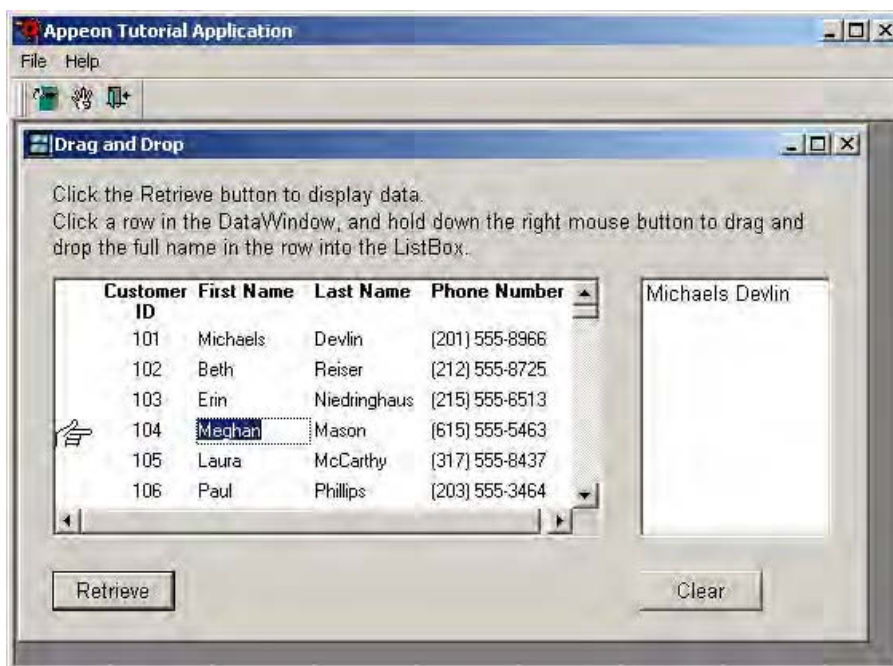 Appeon Tutorial Application
File Help
Drag and Drop
Click the Retrieve button to display data.
Click a row in the DataWindow, and hold down the right mouse button to drag and
drop the full name in the row into the ListBox.
Customer ID First Name Last Name Phone Number
101 Michaels Devlin (201) 555-8966
102 Beth Reiser (212) 555-8725
103 Erin Niedringhaus (215) 555-6513
104 Meghan Mason (615) 555-5463
105 Laura McCarthy (317) 555-8437
106 Paul Phillips (203) 555-3464
Michaels Devlin
Retrieve Clear